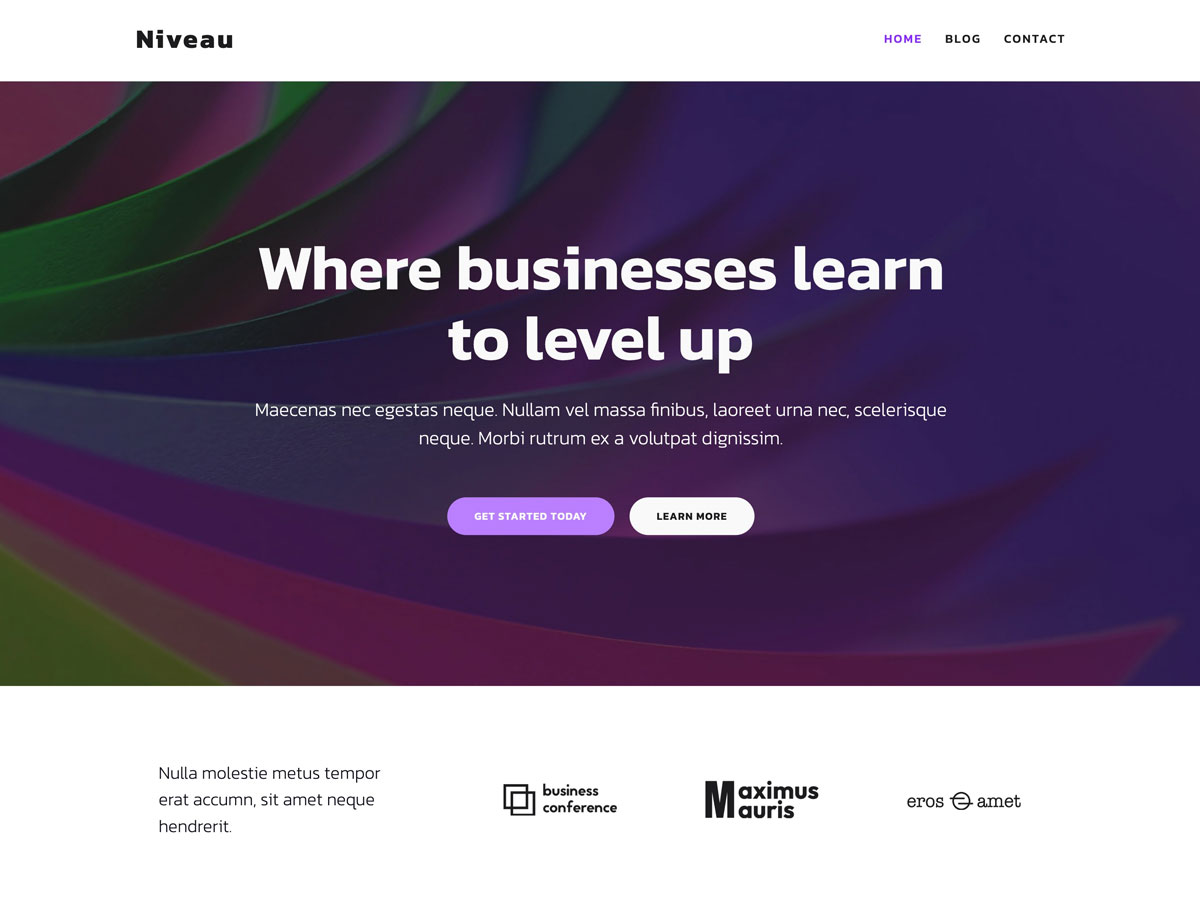 Niveau
HOME BLOG CONTACT
Where businesses learn
to level up
Maecenas nec egestas neque. Nullam vel massa finibus, laoreet urna nec, scelerisque
neque. Morbi rutrum ex a volutpat dignissim.
GET STARTED TODAY
LEARN MORE
Nulla molestie metus tempor
erat accumn, sit amet neque
hendrerit.
business
conference
Maximus
Mauris
eros e amet